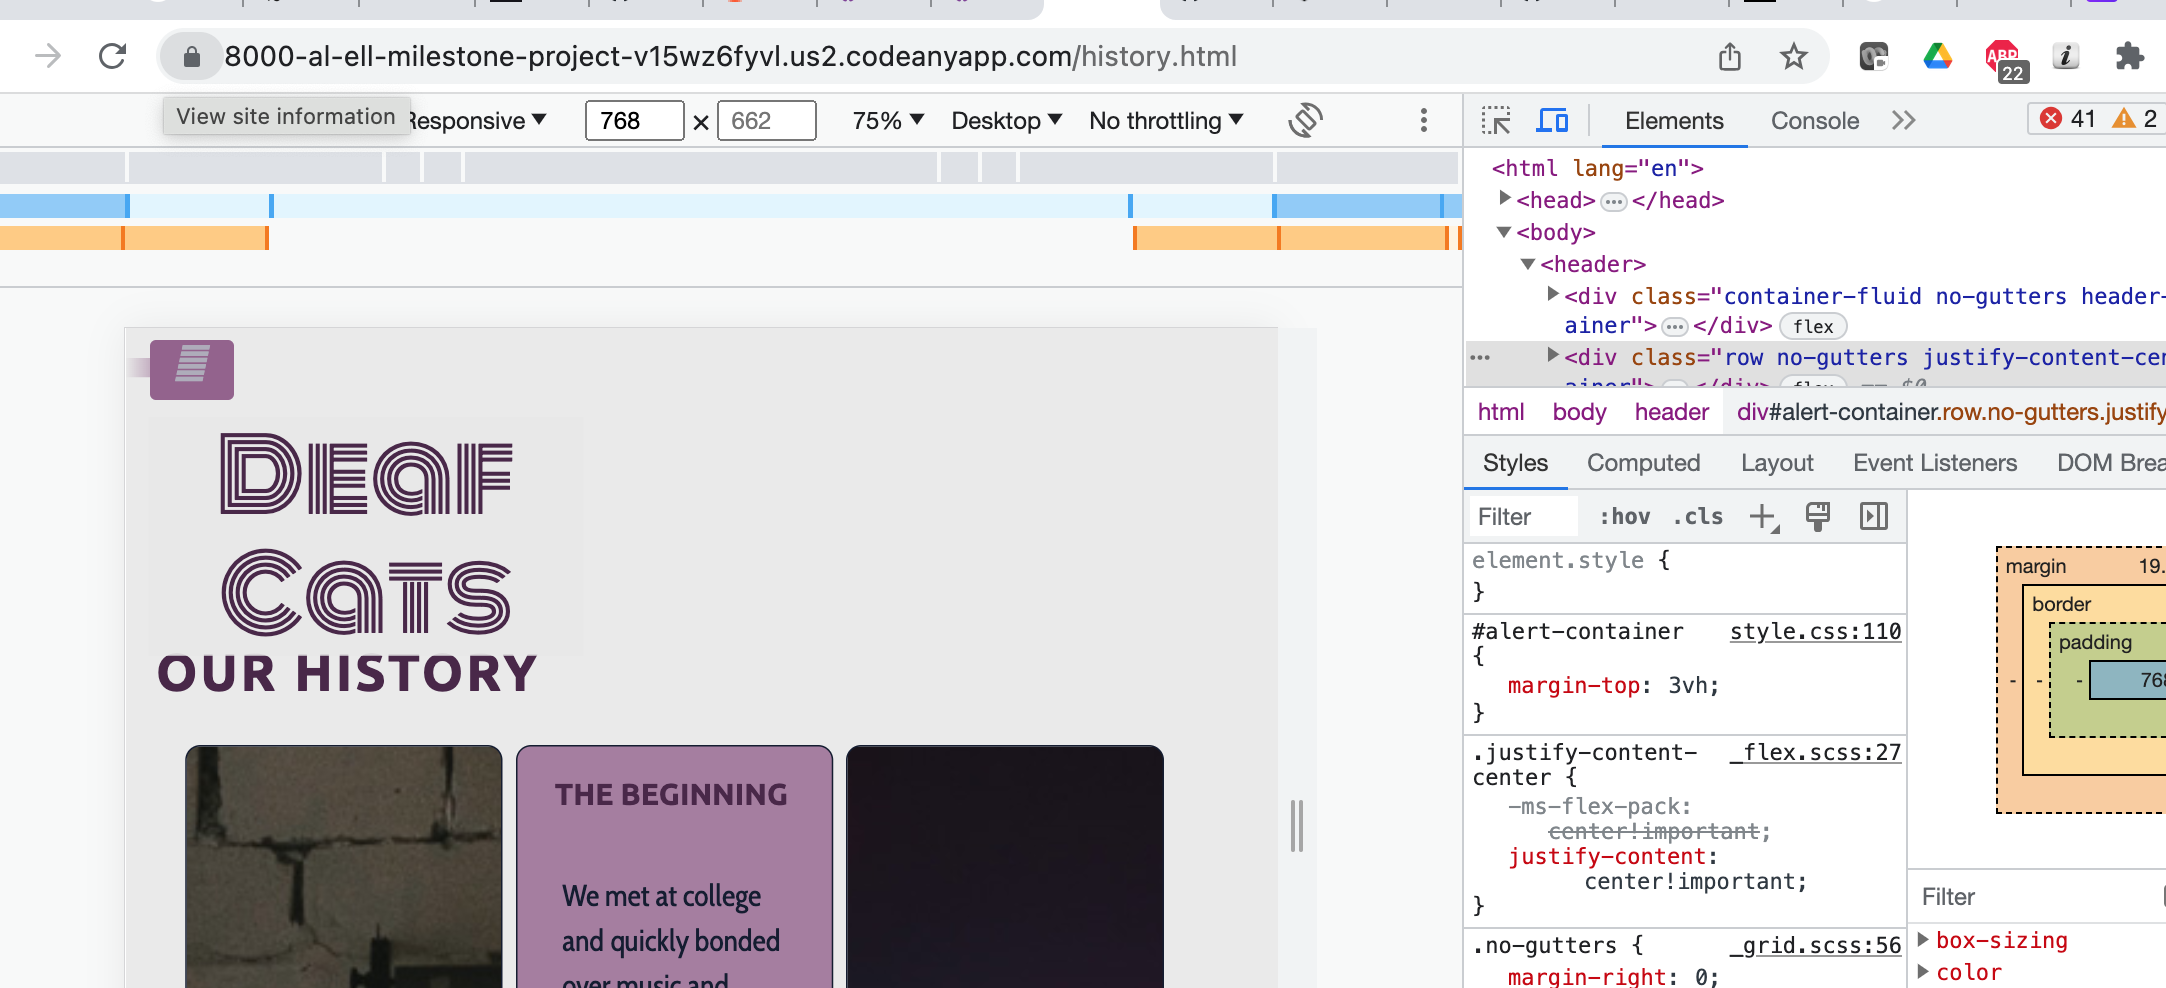 8000-al-ell-milestone-project-v15wz6fyvl.us2.codeanyapp.com/history.html
ABP
22
i
View site information
Responsive ▼
768 × 662
75% ▼
Desktop ▼
No throttling ▼
Elements
Console
41
2
<html lang="en">
<head> ••• </head>
<body>
<header>
<div class="container-fluid no-gutters header-
ainer"> ••• </div> flex
<div class="row no-gutters justify-content-cen
ainer"> ••• </div> flex == $0
html body header div#alert-container.row.no-gutters.justify
Styles Computed Layout Event Listeners DOM Brea
Filter :hov .cls
element.style {
}
#alert-container style.css:110
{
margin-top: 3vh;
}
.justify-content- _flex.scss:27
center {
-ms-flex-pack:
center!important;
justify-content:
center!important;
}
.no-gutters { _grid.scss:56
margin-right: 0;
margin 19.
border
padding
- - - 768
Filter
box-sizing
color
Deaf
Cats
OUR HISTORY
THE BEGINNING
We met at college
and quickly bonded
over music and